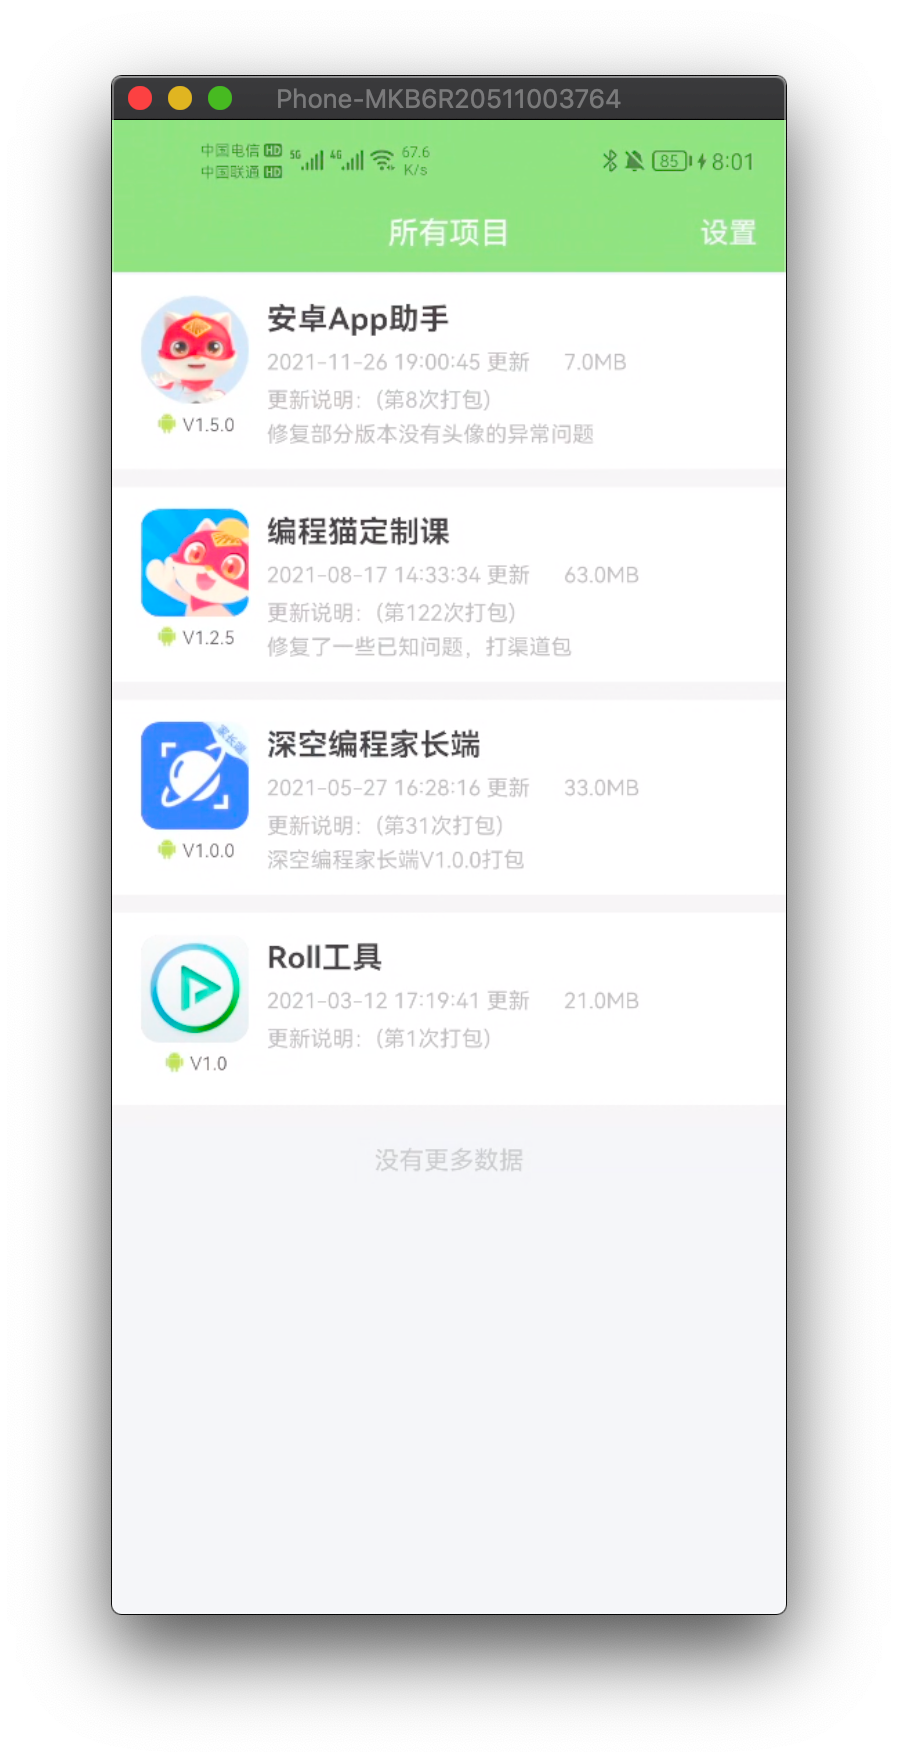 Phone-MKB6R20511003764
中国电信 HD 5G 4G 67.6
中国联通 HD K/s
85 8:01
所有项目 设置
安卓App助手
2021-11-26 19:00:45 更新 7.0MB
更新说明：(第8次打包)
V1.5.0
修复部分版本没有头像的异常问题
编程猫定制课
2021-08-17 14:33:34 更新 63.0MB
更新说明：(第122次打包)
V1.2.5
修复了一些已知问题，打渠道包
家长端
深空编程家长端
2021-05-27 16:28:16 更新 33.0MB
更新说明：(第31次打包)
V1.0.0
深空编程家长端V1.0.0打包
Roll工具
2021-03-12 17:19:41 更新 21.0MB
更新说明：(第1次打包)
V1.0
没有更多数据